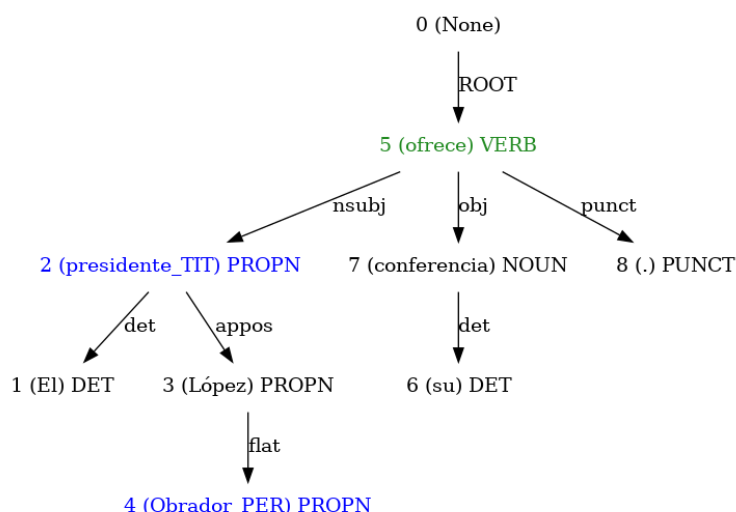 0 (None)
ROOT
5 (ofrece) VERB
nsubj
obj
punct
2 (presidente_TIT) PROPN
7 (conferencia) NOUN
8 (.) PUNCT
det
appos
det
1 (El) DET
3 (López) PROPN
6 (su) DET
flat
4 (Obrador_PER) PROPN